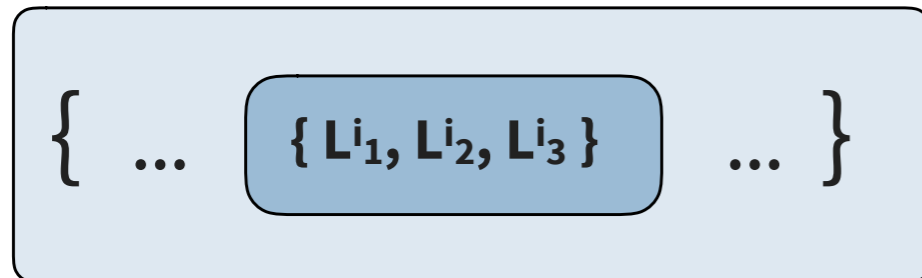 { ... { Lⁱ₁, Lⁱ₂, Lⁱ₃ } ... }